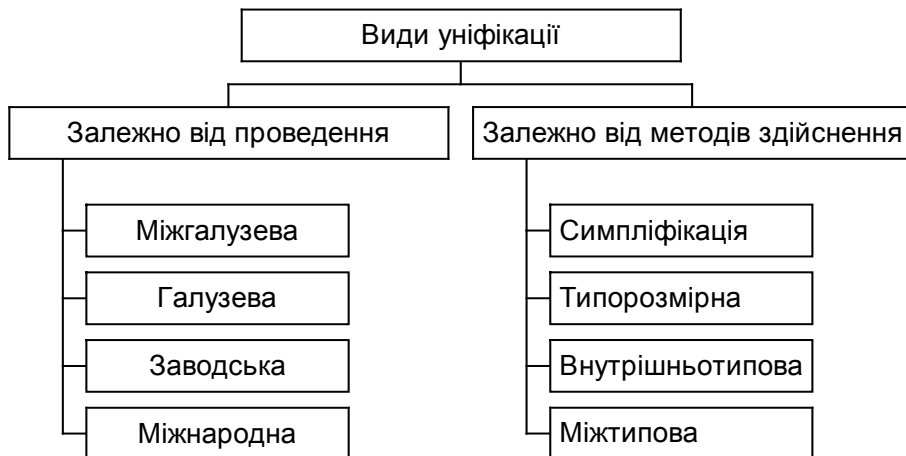 Види уніфікації
Залежно від проведення
Залежно від методів здійснення
Міжгалузева
Галузева
Заводська
Міжнародна
Симпліфікація
Типорозмірна
Внутрішньотипова
Міжтипова